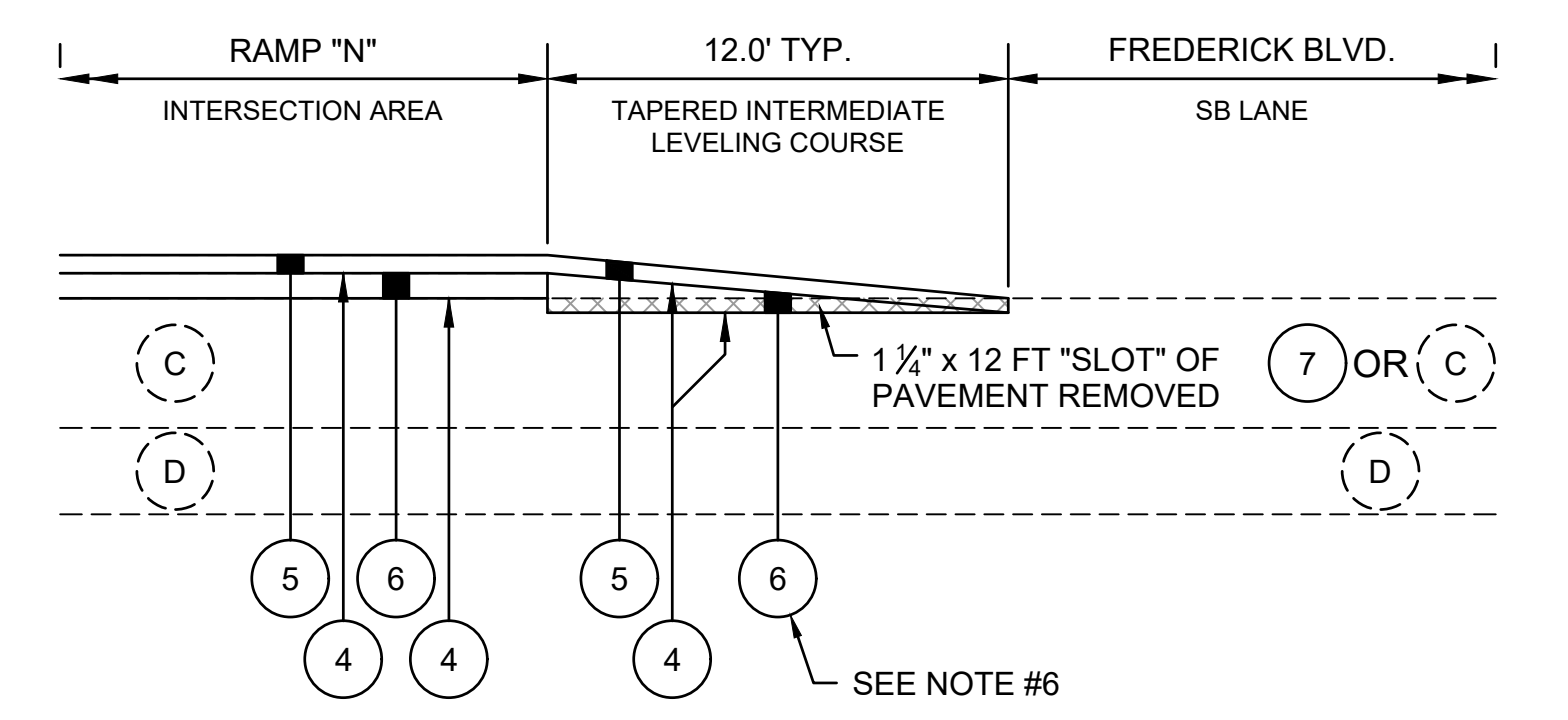 RAMP "N"
12.0' TYP.
FREDERICK BLVD.
INTERSECTION AREA
TAPERED INTERMEDIATE
LEVELING COURSE
SB LANE
1 1/4" x 12 FT "SLOT" OF
PAVEMENT REMOVED
C
7 OR C
D
D
5
6
5
6
4
4
4
SEE NOTE #6